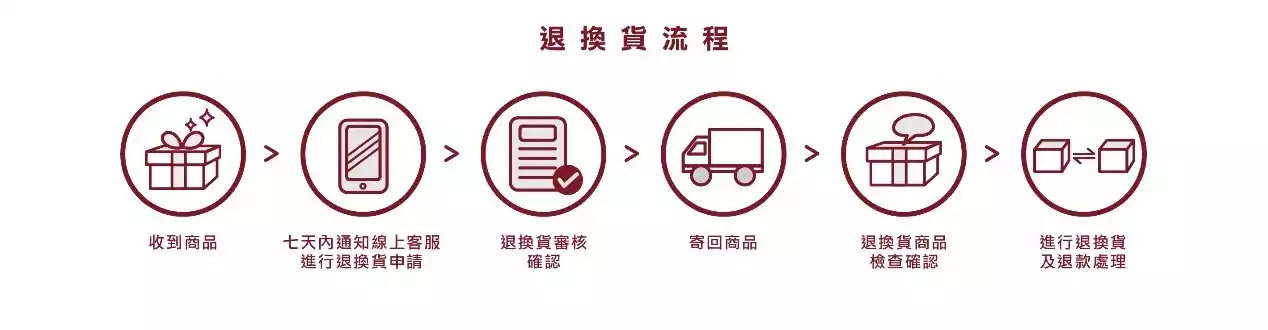 退換貨流程
收到商品
七天內通知線上客服
進行退換貨申請
退換貨審核
確認
寄回商品
退換貨商品
檢查確認
進行退換貨
及退款處理